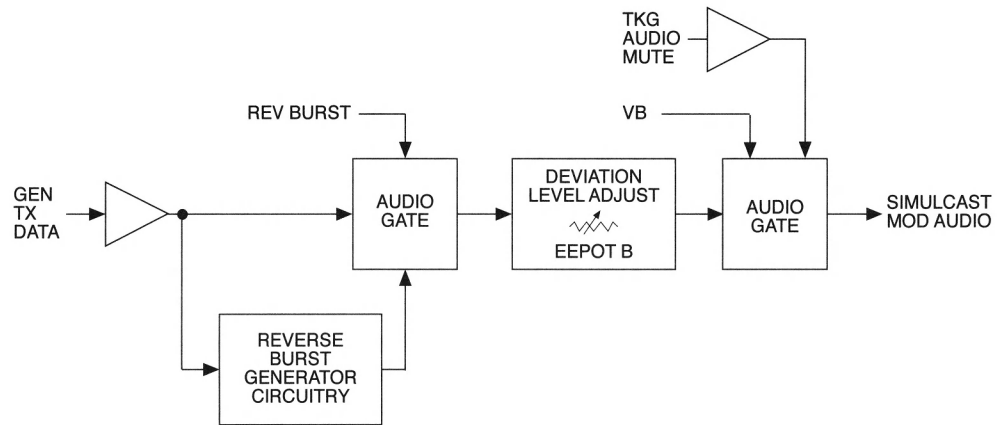 TKG
AUDIO
MUTE
REV BURST
VB
GEN
TX
DATA
AUDIO
GATE
DEVIATION
LEVEL ADJUST
EEPOT B
AUDIO
GATE
SIMULCAST
MOD AUDIO
REVERSE
BURST
GENERATOR
CIRCUITRY